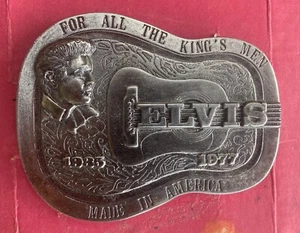 FOR ALL THE KING'S MEN
ELVIS
1935 1977
MADE IN AMERICA